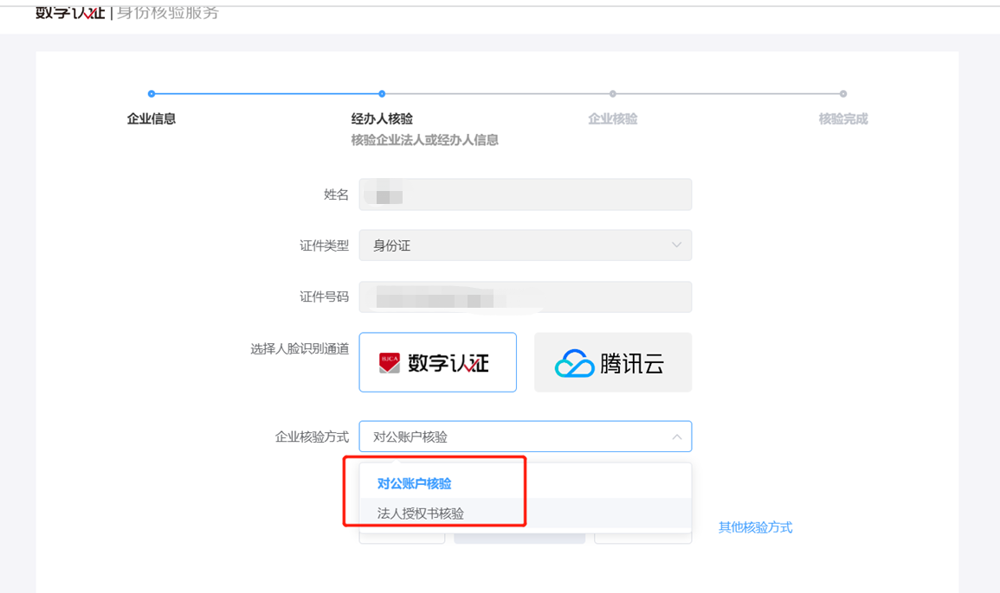 数字认证 | 身份核验服务
企业信息
经办人核验
企业核验
核验完成
核验企业法人或经办人信息
姓名
证件类型
身份证
证件号码
选择人脸识别通道
BJCA 数字认证
腾讯云
企业核验方式
对公账户核验
对公账户核验
法人授权书核验
其他核验方式